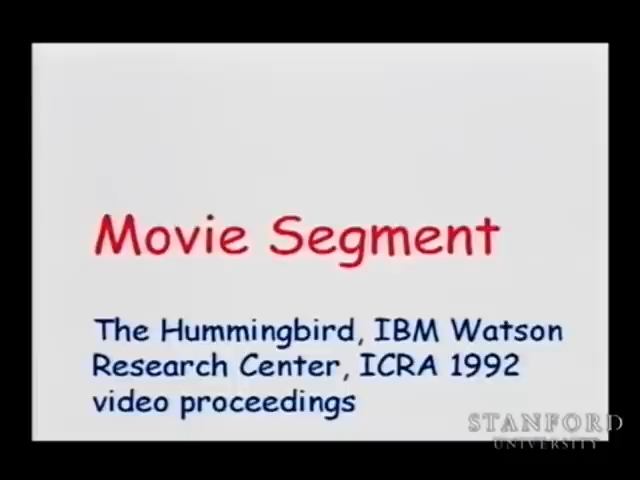 Movie Segment
The Hummingbird, IBM Watson
Research Center, ICRA 1992
video proceedings
STANFORD
UNIVERSITY